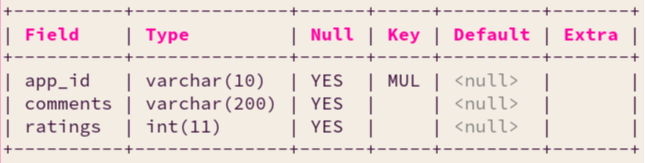 +----------+--------------+------+-----+---------+-------+
| Field    | Type         | Null | Key | Default | Extra |
+----------+--------------+------+-----+---------+-------+
| app_id   | varchar(10)  | YES  | MUL | <null>  |       |
| comments | varchar(200) | YES  |     | <null>  |       |
| ratings  | int(11)      | YES  |     | <null>  |       |
+----------+--------------+------+-----+---------+-------+